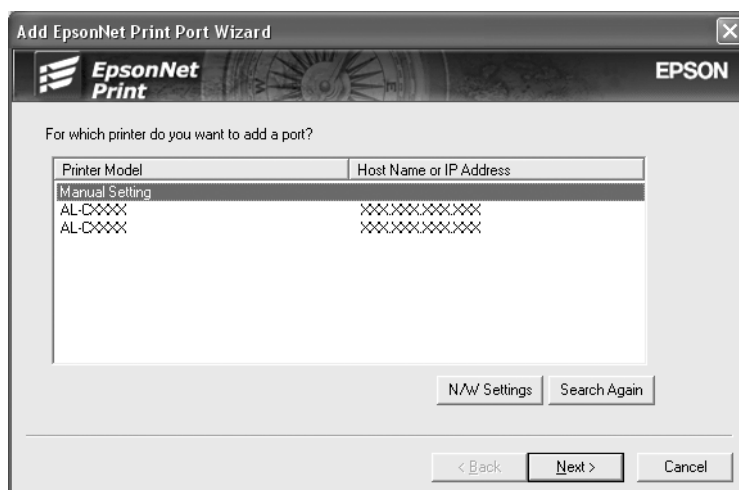 Add EpsonNet Print Port Wizard
EpsonNet
Print
EPSON
For which printer do you want to add a port?
Printer Model Host Name or IP Address
Manual Setting
AL-CXXXX XXX.XXX.XXX.XXX
AL-CXXXX XXX.XXX.XXX.XXX
N/W Settings Search Again
< Back Next > Cancel